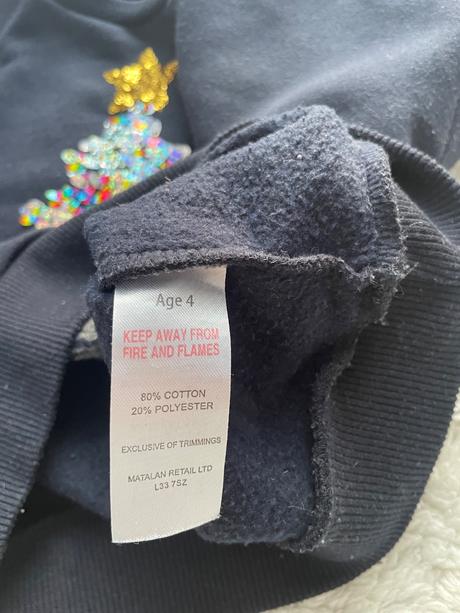 Age 4
KEEP AWAY FROM
FIRE AND FLAMES
80% COTTON
20% POLYESTER
EXCLUSIVE OF TRIMMINGS
MATALAN RETAIL LTD
L33 7SZ